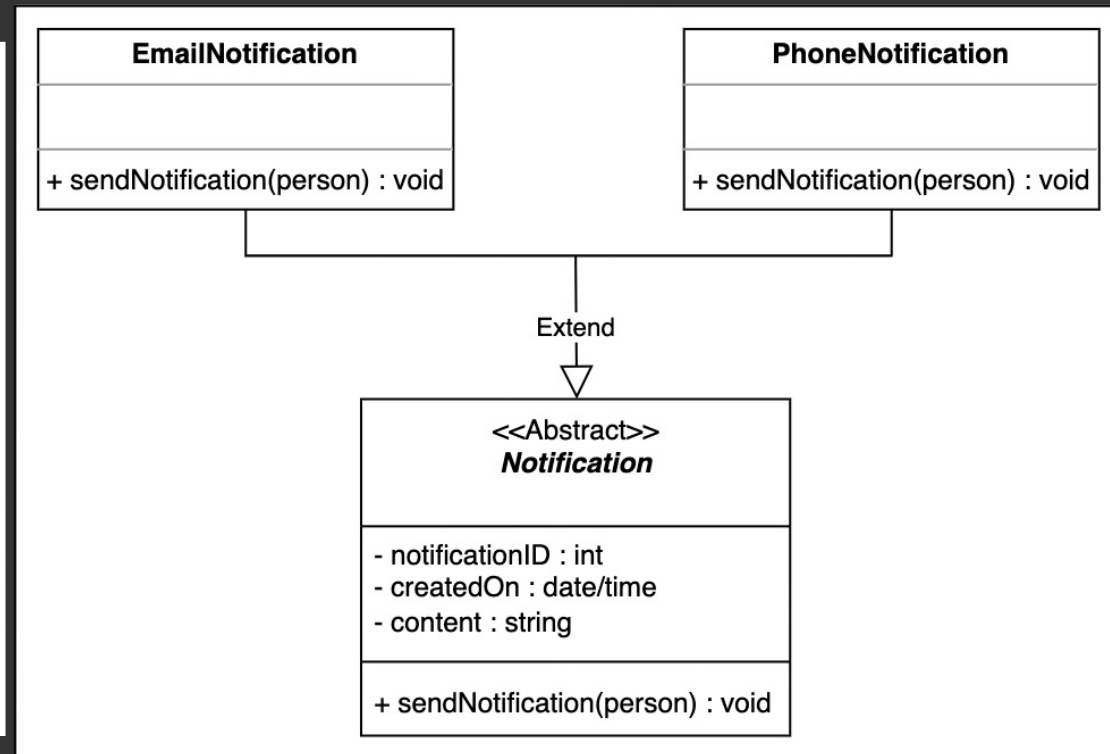 EmailNotification
+ sendNotification(person) : void
PhoneNotification
+ sendNotification(person) : void
Extend
<<Abstract>>
Notification
- notificationID : int
- createdOn : date/time
- content : string
+ sendNotification(person) : void